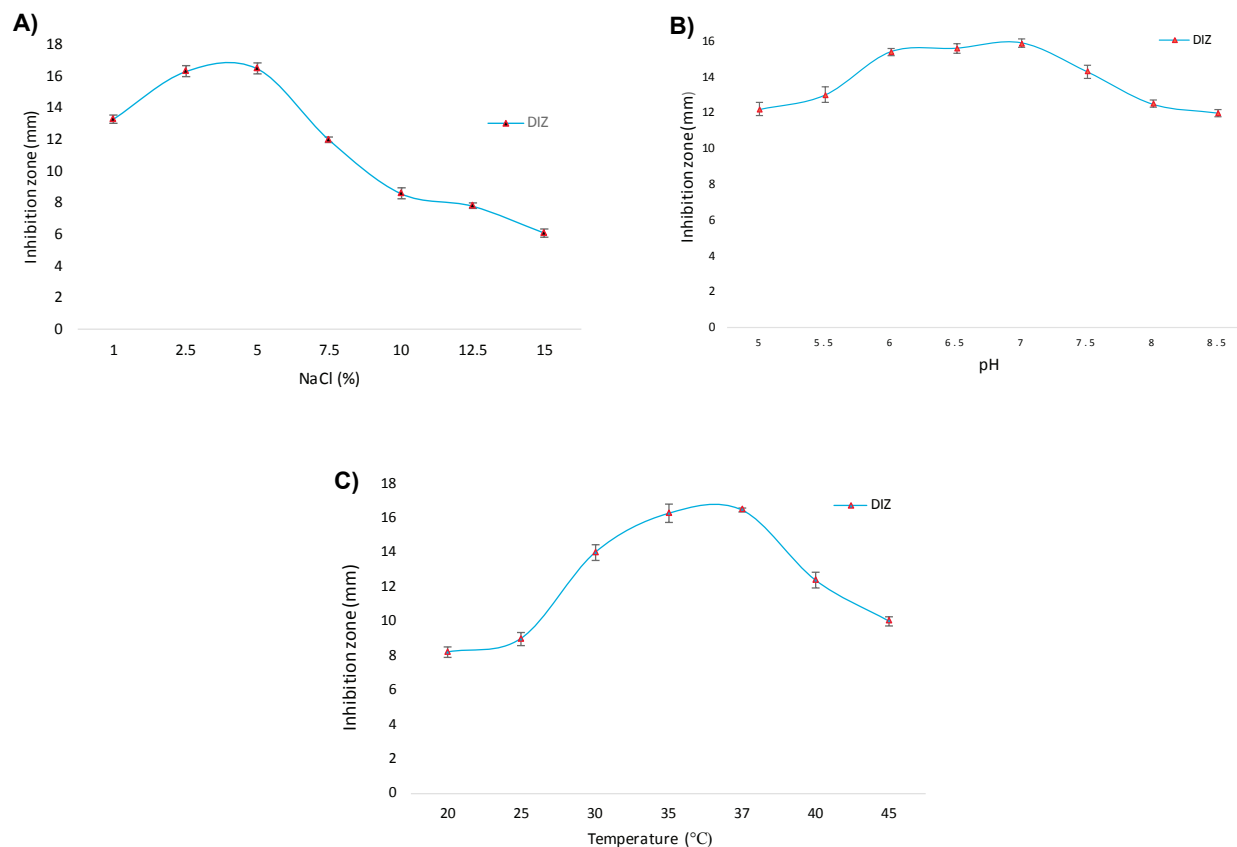 A)
18
16
14
12
10
8
6
4
2
0
Inhibition zone (mm)
DIZ
1 2.5 5 7.5 10 12.5 15
NaCl (%)
B)
16
14
12
10
8
6
4
2
0
Inhibition zone (mm)
DIZ
5 5.5 6 6.5 7 7.5 8 8.5
pH
C)
18
16
14
12
10
8
6
4
2
0
Inhibition zone (mm)
DIZ
20 25 30 35 37 40 45
Temperature (°C)